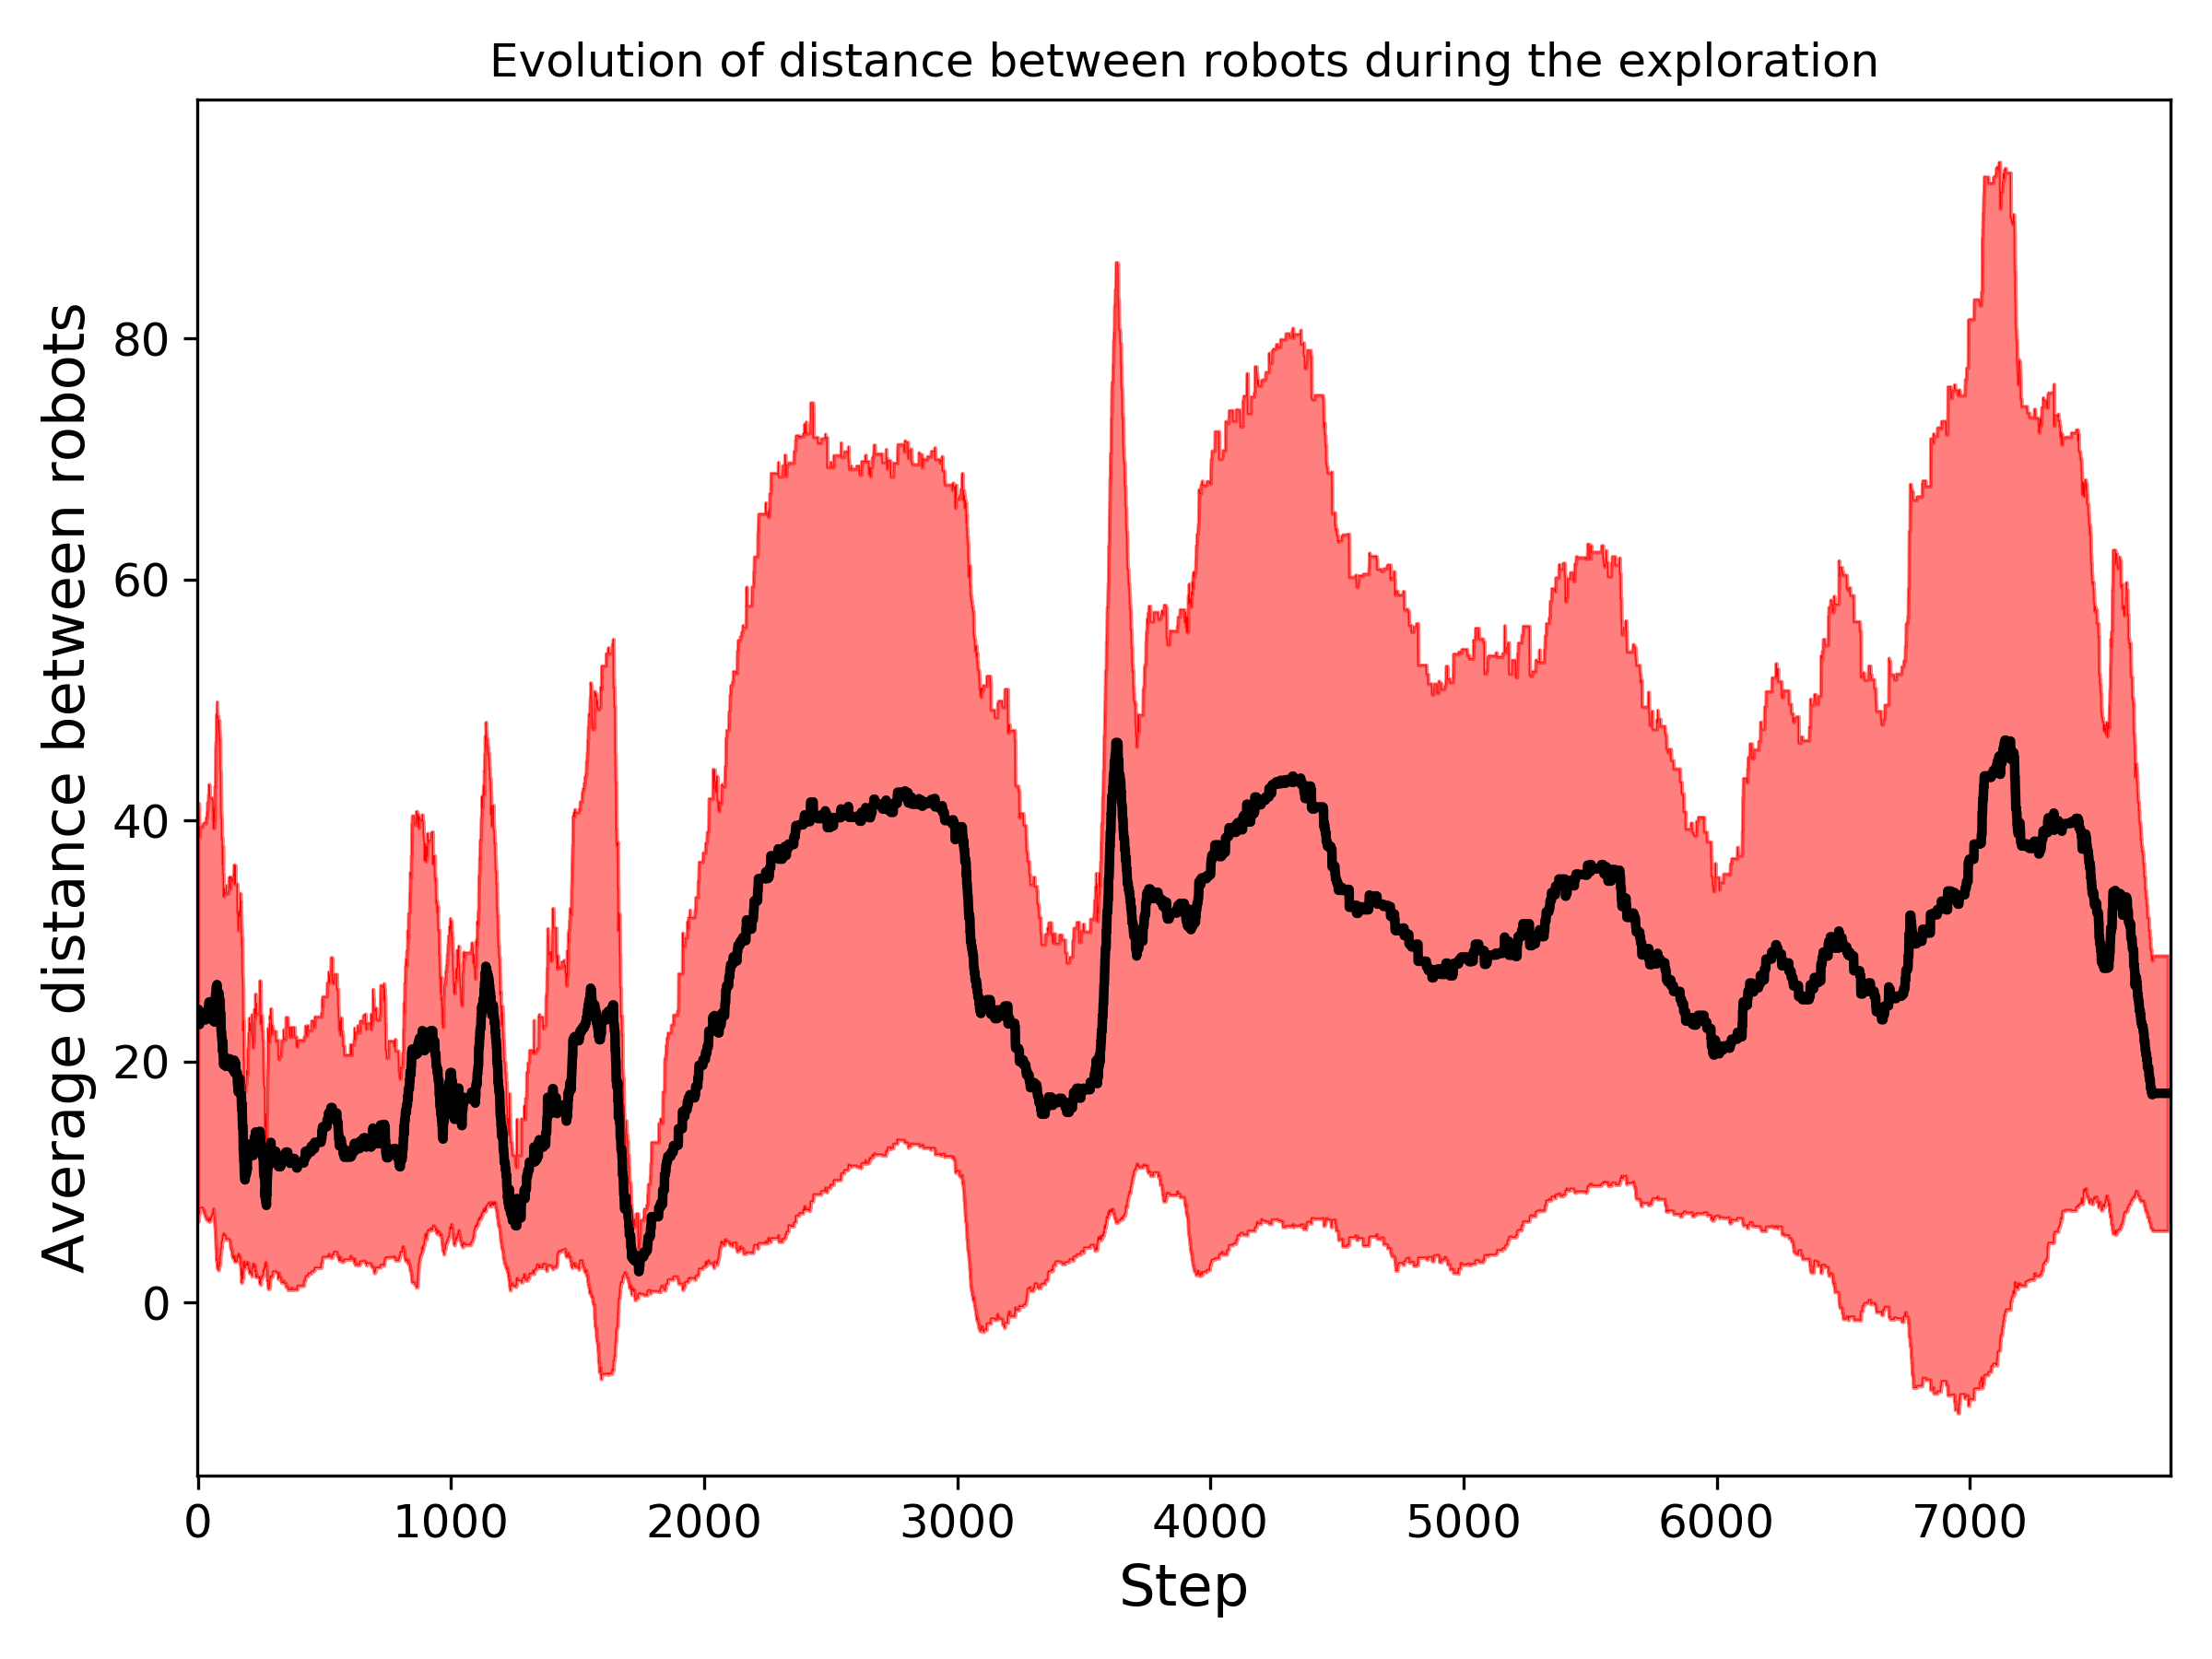 Evolution of distance between robots during the exploration
Average distance between robots
80
60
40
20
0
0 1000 2000 3000 4000 5000 6000 7000
Step